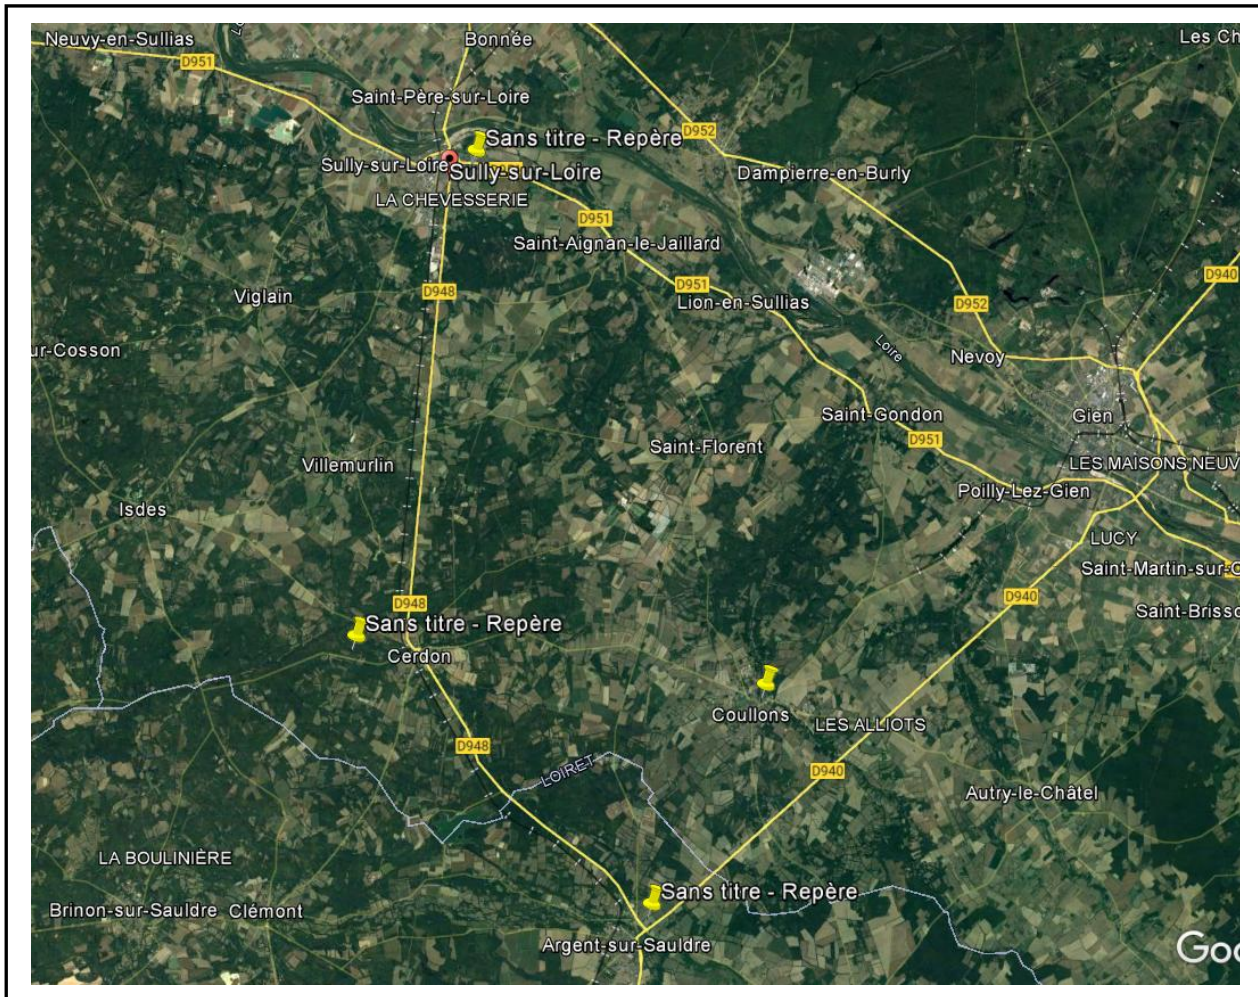 Neuvy-en-Sullias
Bonnée
Les Ch
D951
Saint-Père-sur-Loire
D952
Sans titre - Repère
Sully-sur-Loire
Sully-sur-Loire
Dampierre-en-Burly
LA CHEVESSERIE
D951
Saint-Aignan-le-Jaillard
D940
D951
D948
Viglain
Lion-en-Sullias
D952
Loire
ur-Cosson
Nevoy
Saint-Gondon
Gien
D951
Saint-Florent
Villemurlin
LES MAISONS NEUV
Poilly-Lez-Gien
Isdes
LUCY
Saint-Martin-sur-O
D940
D948
Saint-Brisso
Sans titre - Repère
Cerdon
Coullons
LES ALLIOTS
D948
LOIRET
D940
Autry-le-Châtel
LA BOULINIÈRE
Sans titre - Repère
Brinon-sur-Sauldre
Clémont
Argent-sur-Sauldre
Goo